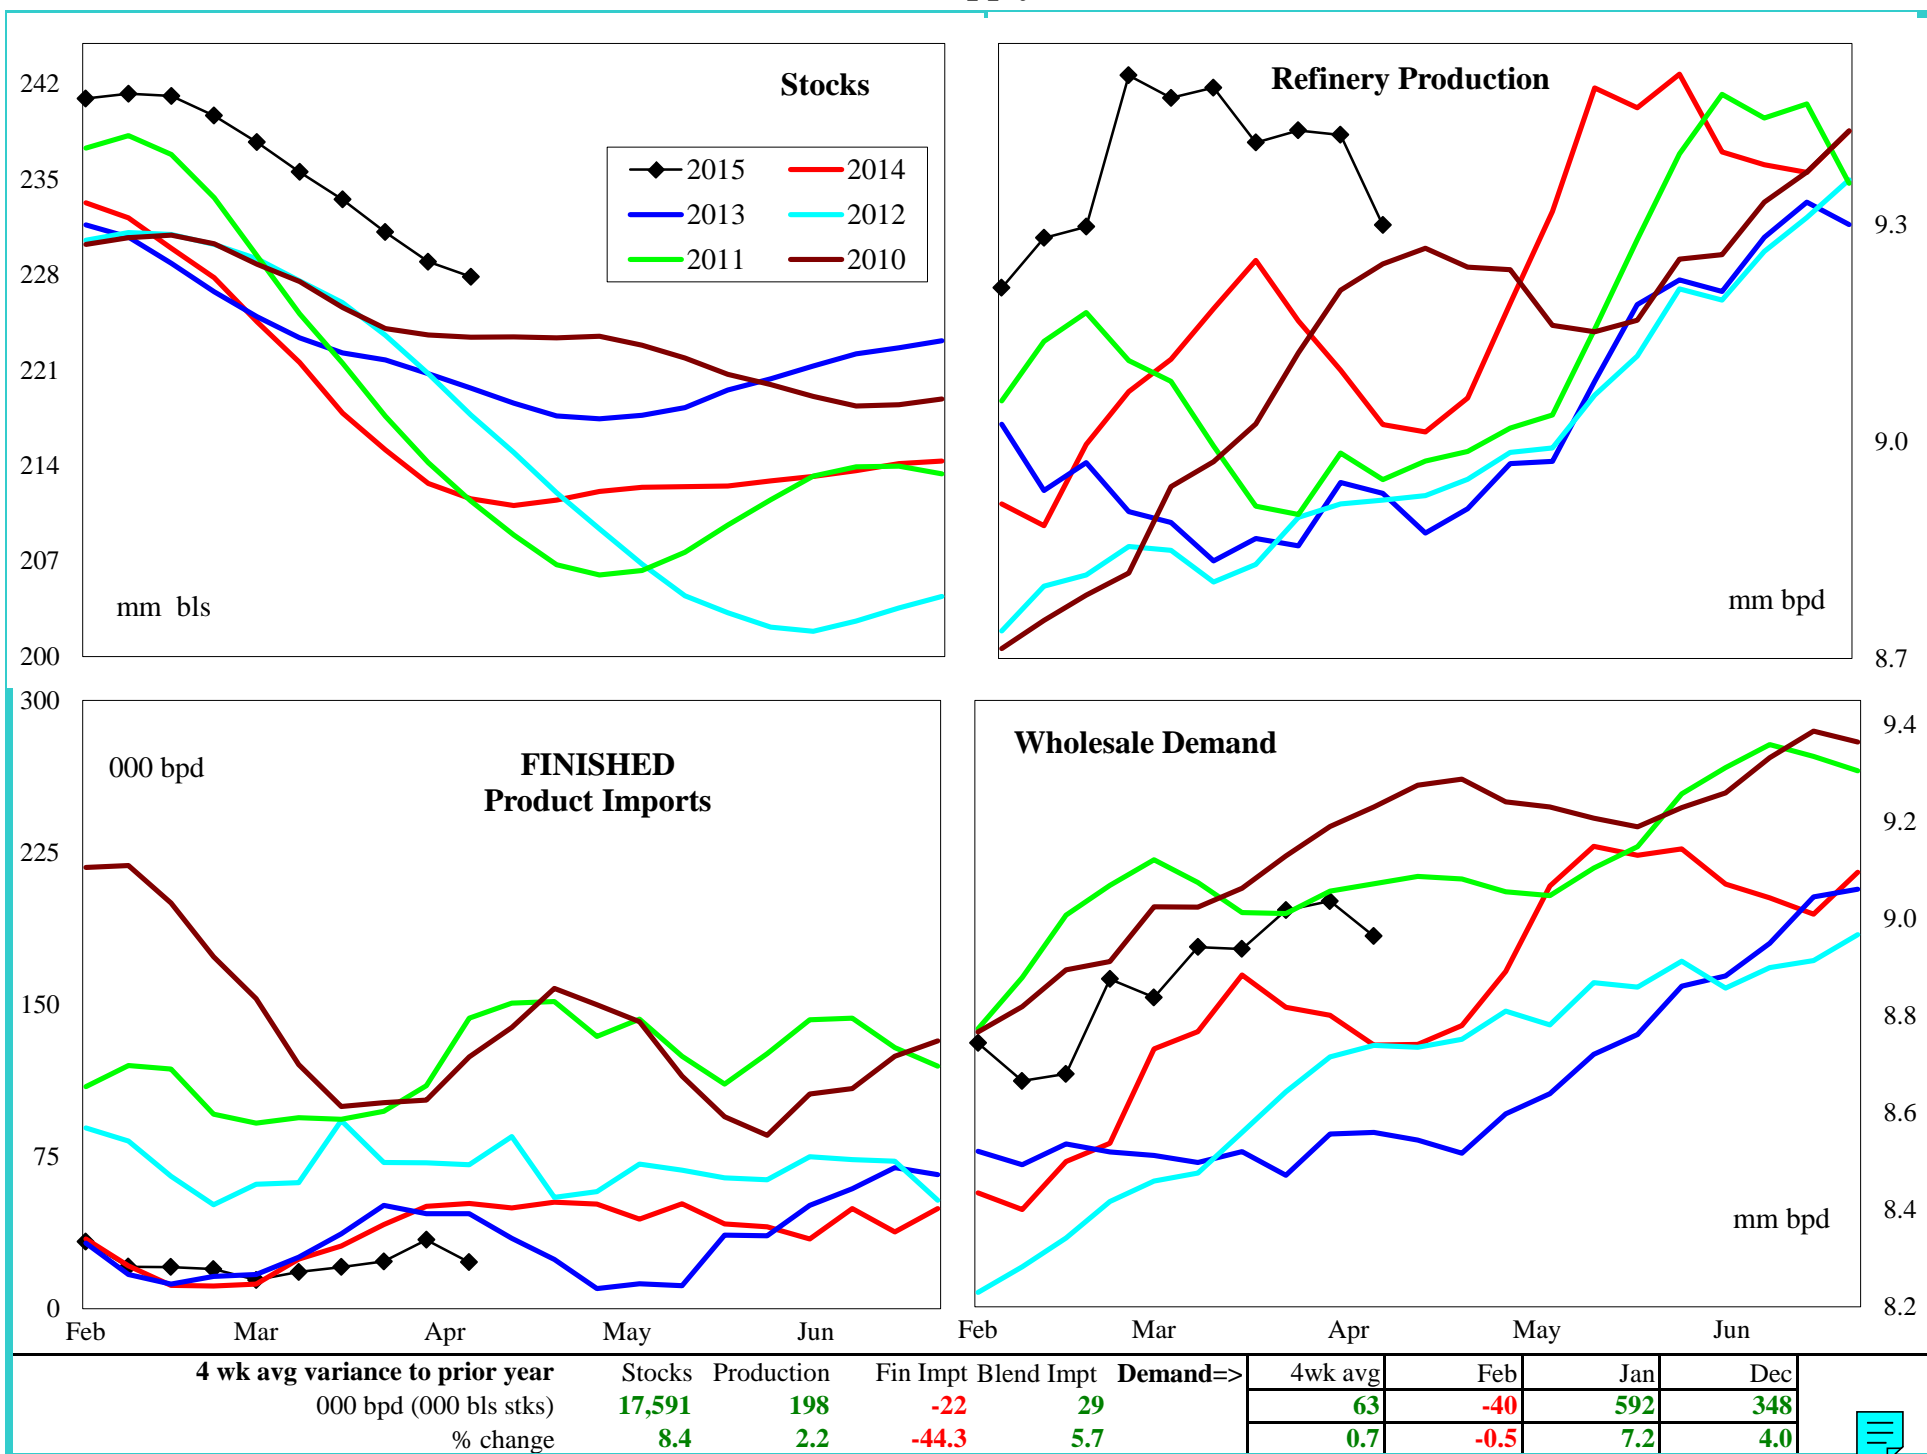 Stocks
242
235
228
221
214
207
200
mm bls
2015
2014
2013
2012
2011
2010
Refinery Production
9.3
9.0
8.7
mm bpd
FINISHED
Product Imports
000 bpd
300
225
150
75
0
Feb Mar Apr May Jun
Wholesale Demand
9.4
9.2
9.0
8.8
8.6
8.4
8.2
mm bpd
Feb Mar Apr May Jun
4 wk avg variance to prior year Stocks Production Fin Impt Blend Impt Demand=> 4wk avg Feb Jan Dec
000 bpd (000 bls stks) 17,591 198 -22 29 63 -40 592 348
% change 8.4 2.2 -44.3 5.7 0.7 -0.5 7.2 4.0